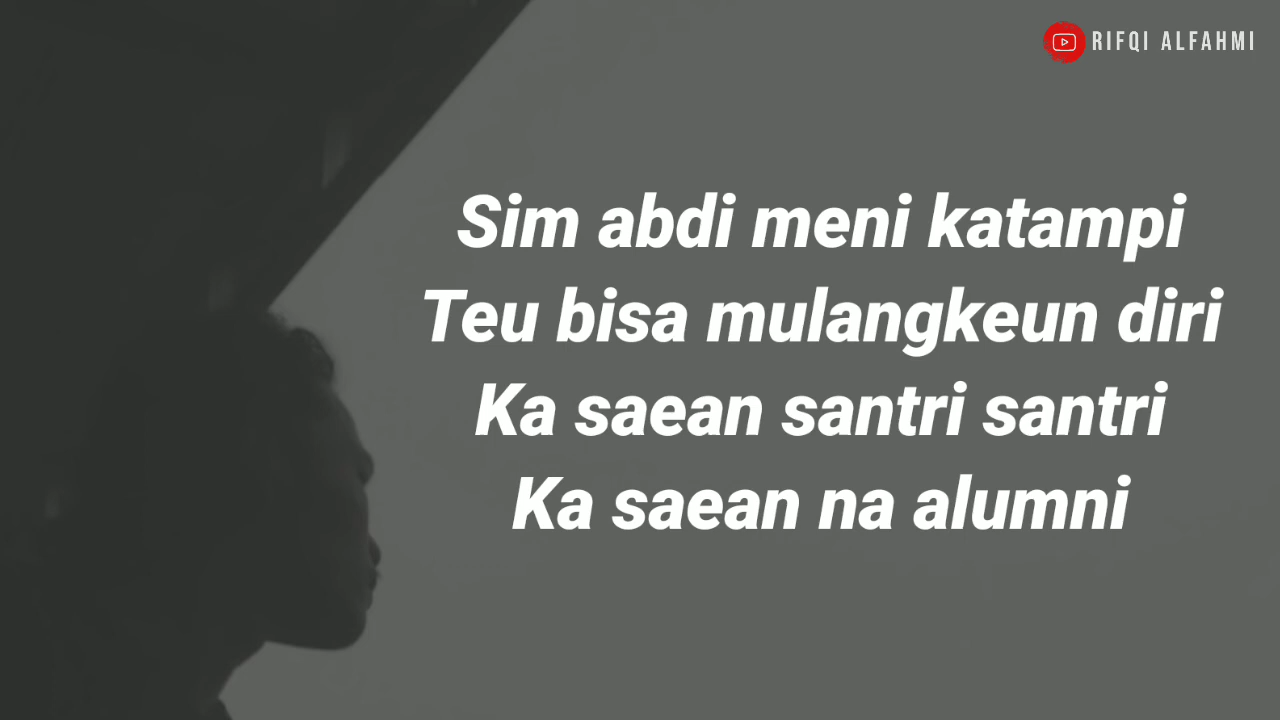 RIFQI ALFAHMI
Sim abdi meni katampi
Teu bisa mulangkeun diri
Ka saean santri santri
Ka saean na alumni